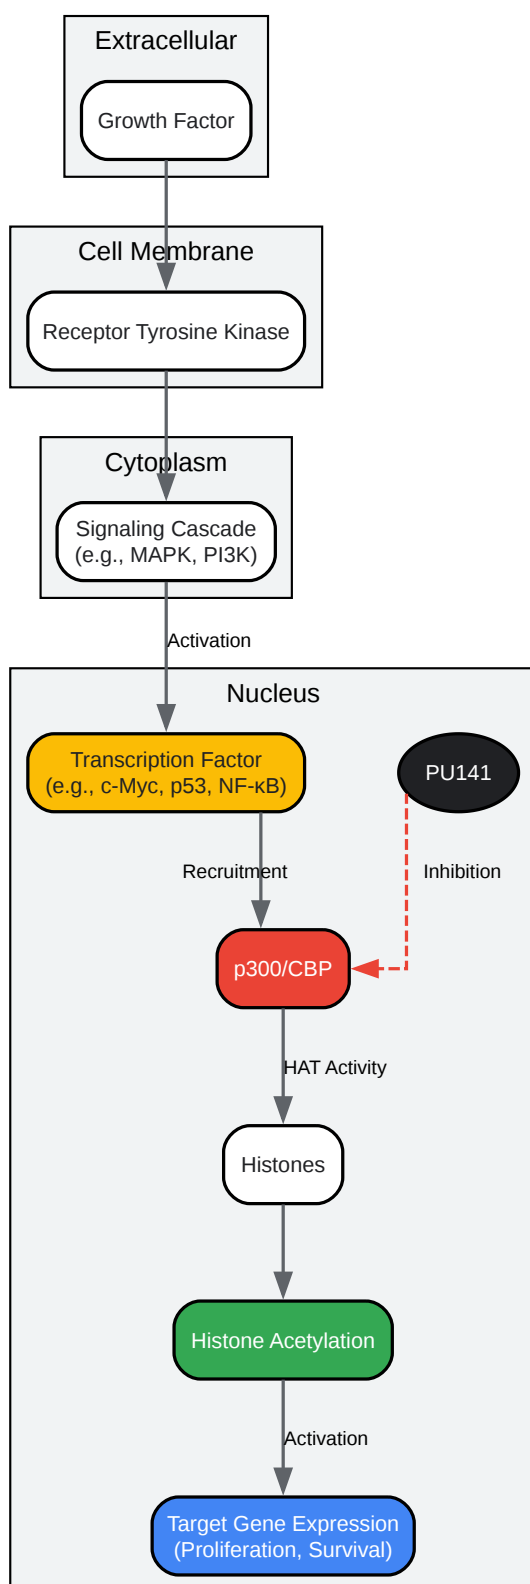 Extracellular
Growth Factor
Cell Membrane
Receptor Tyrosine Kinase
Cytoplasm
Signaling Cascade
(e.g., MAPK, PI3K)
Activation
Nucleus
Transcription Factor
(e.g., c-Myc, p53, NF-κB)
PU141
Recruitment
Inhibition
p300/CBP
HAT Activity
Histones
Histone Acetylation
Activation
Target Gene Expression
(Proliferation, Survival)